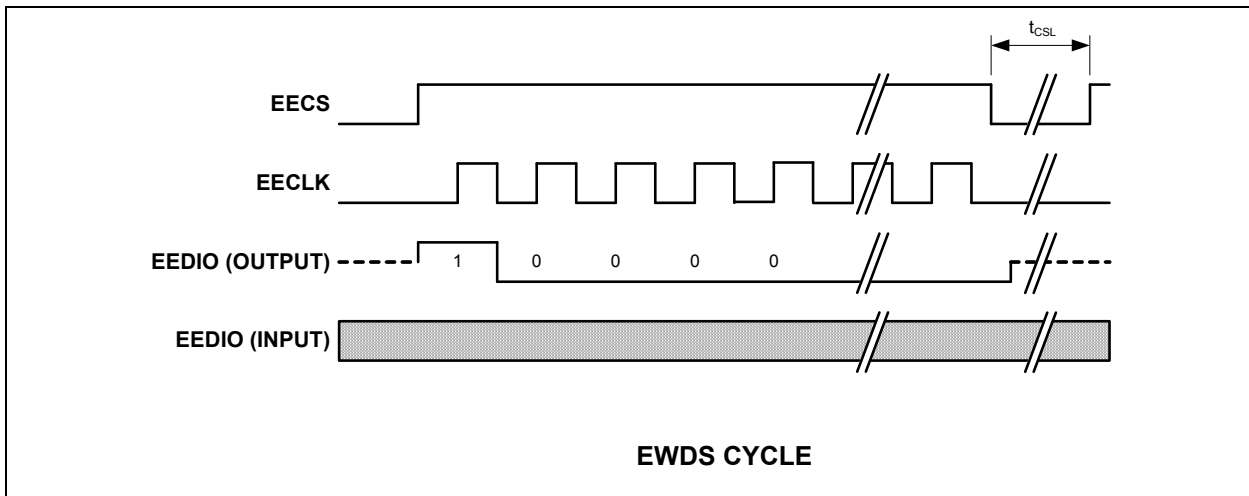 tCSL
EECS
EECLK
EEDIO (OUTPUT) 1 0 0 0 0
EEDIO (INPUT)
EWDS CYCLE